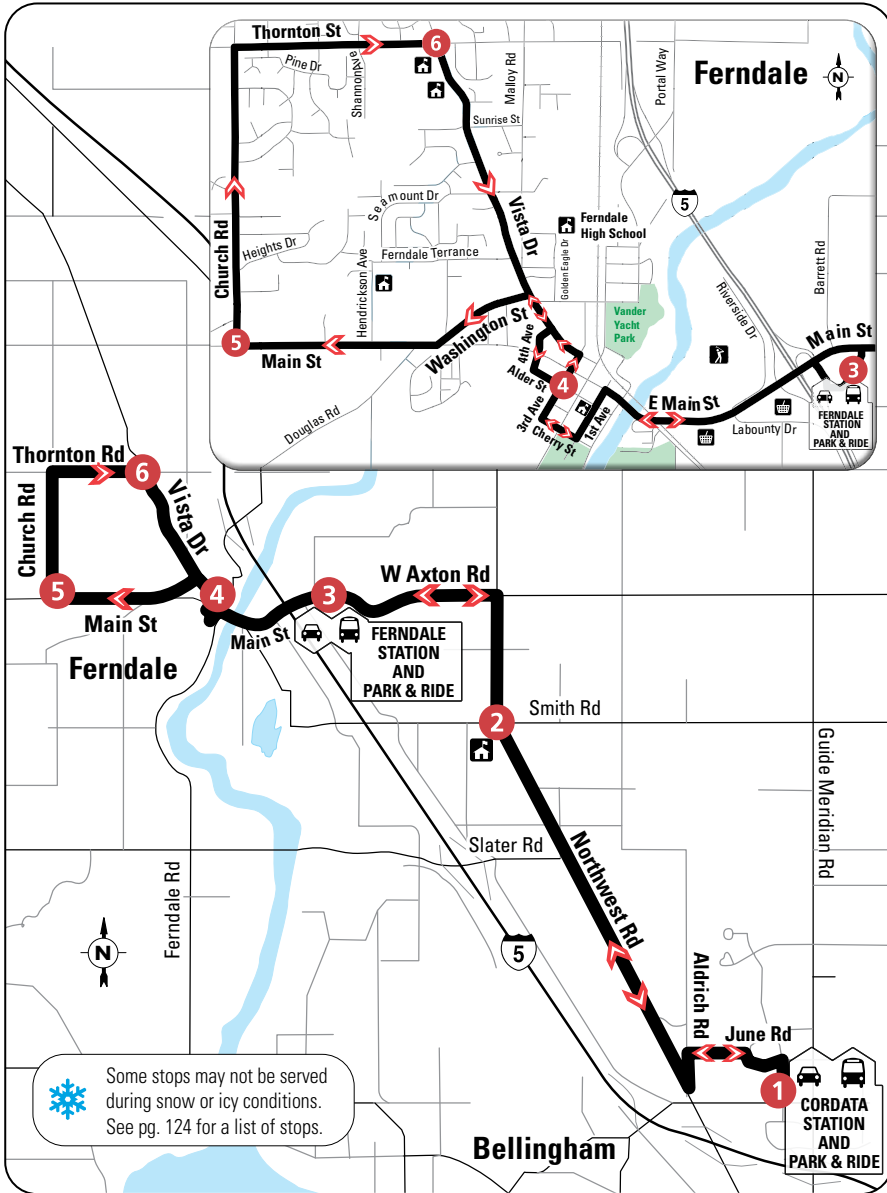 Thornton St
6
Pine Dr
Shannon Ave
Malloy Rd
Portal Way
Ferndale
N
Sunrise St
5
Seamount Dr
Vista Dr
Ferndale
High School
Church Rd
Heights Dr
Ferndale Terrance
Golden Eagle Dr
Hendrickson Ave
Barrett Rd
Riverside Dr
Vander
Yacht
Park
Washington St
4th Ave
Main St
5
Main St
3
Alder St
4
3rd Ave
E Main St
1st Ave
Cherry St
Labounty Dr
Douglas Rd
FERNDALE
STATION
AND
PARK & RIDE
Thornton Rd
6
Church Rd
Vista Dr
W Axton Rd
5
4
3
Main St
Main St
FERNDALE
STATION
AND
PARK & RIDE
Ferndale
2
Smith Rd
Guide Meridian Rd
Slater Rd
Northwest Rd
Ferndale Rd
N
5
Aldrich Rd
June Rd
1
CORDATA
STATION
AND
PARK & RIDE
Some stops may not be served
during snow or icy conditions.
See pg. 124 for a list of stops.
Bellingham